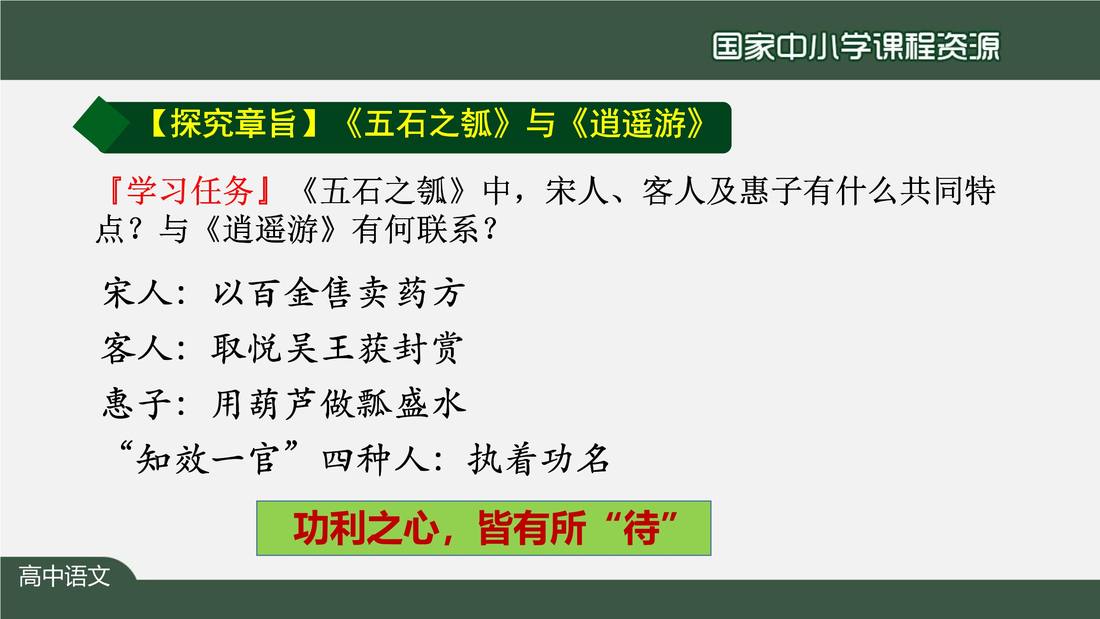 国家中小学课程资源
【探究章旨】《五石之瓠》与《逍遥游》
『学习任务』《五石之瓠》中，宋人、客人及惠子有什么共同特
点？与《逍遥游》有何联系？
宋人：以百金售卖药方
客人：取悦吴王获封赏
惠子：用葫芦做瓢盛水
“知效一官”四种人：执着功名
功利之心，皆有所“待”
高中语文